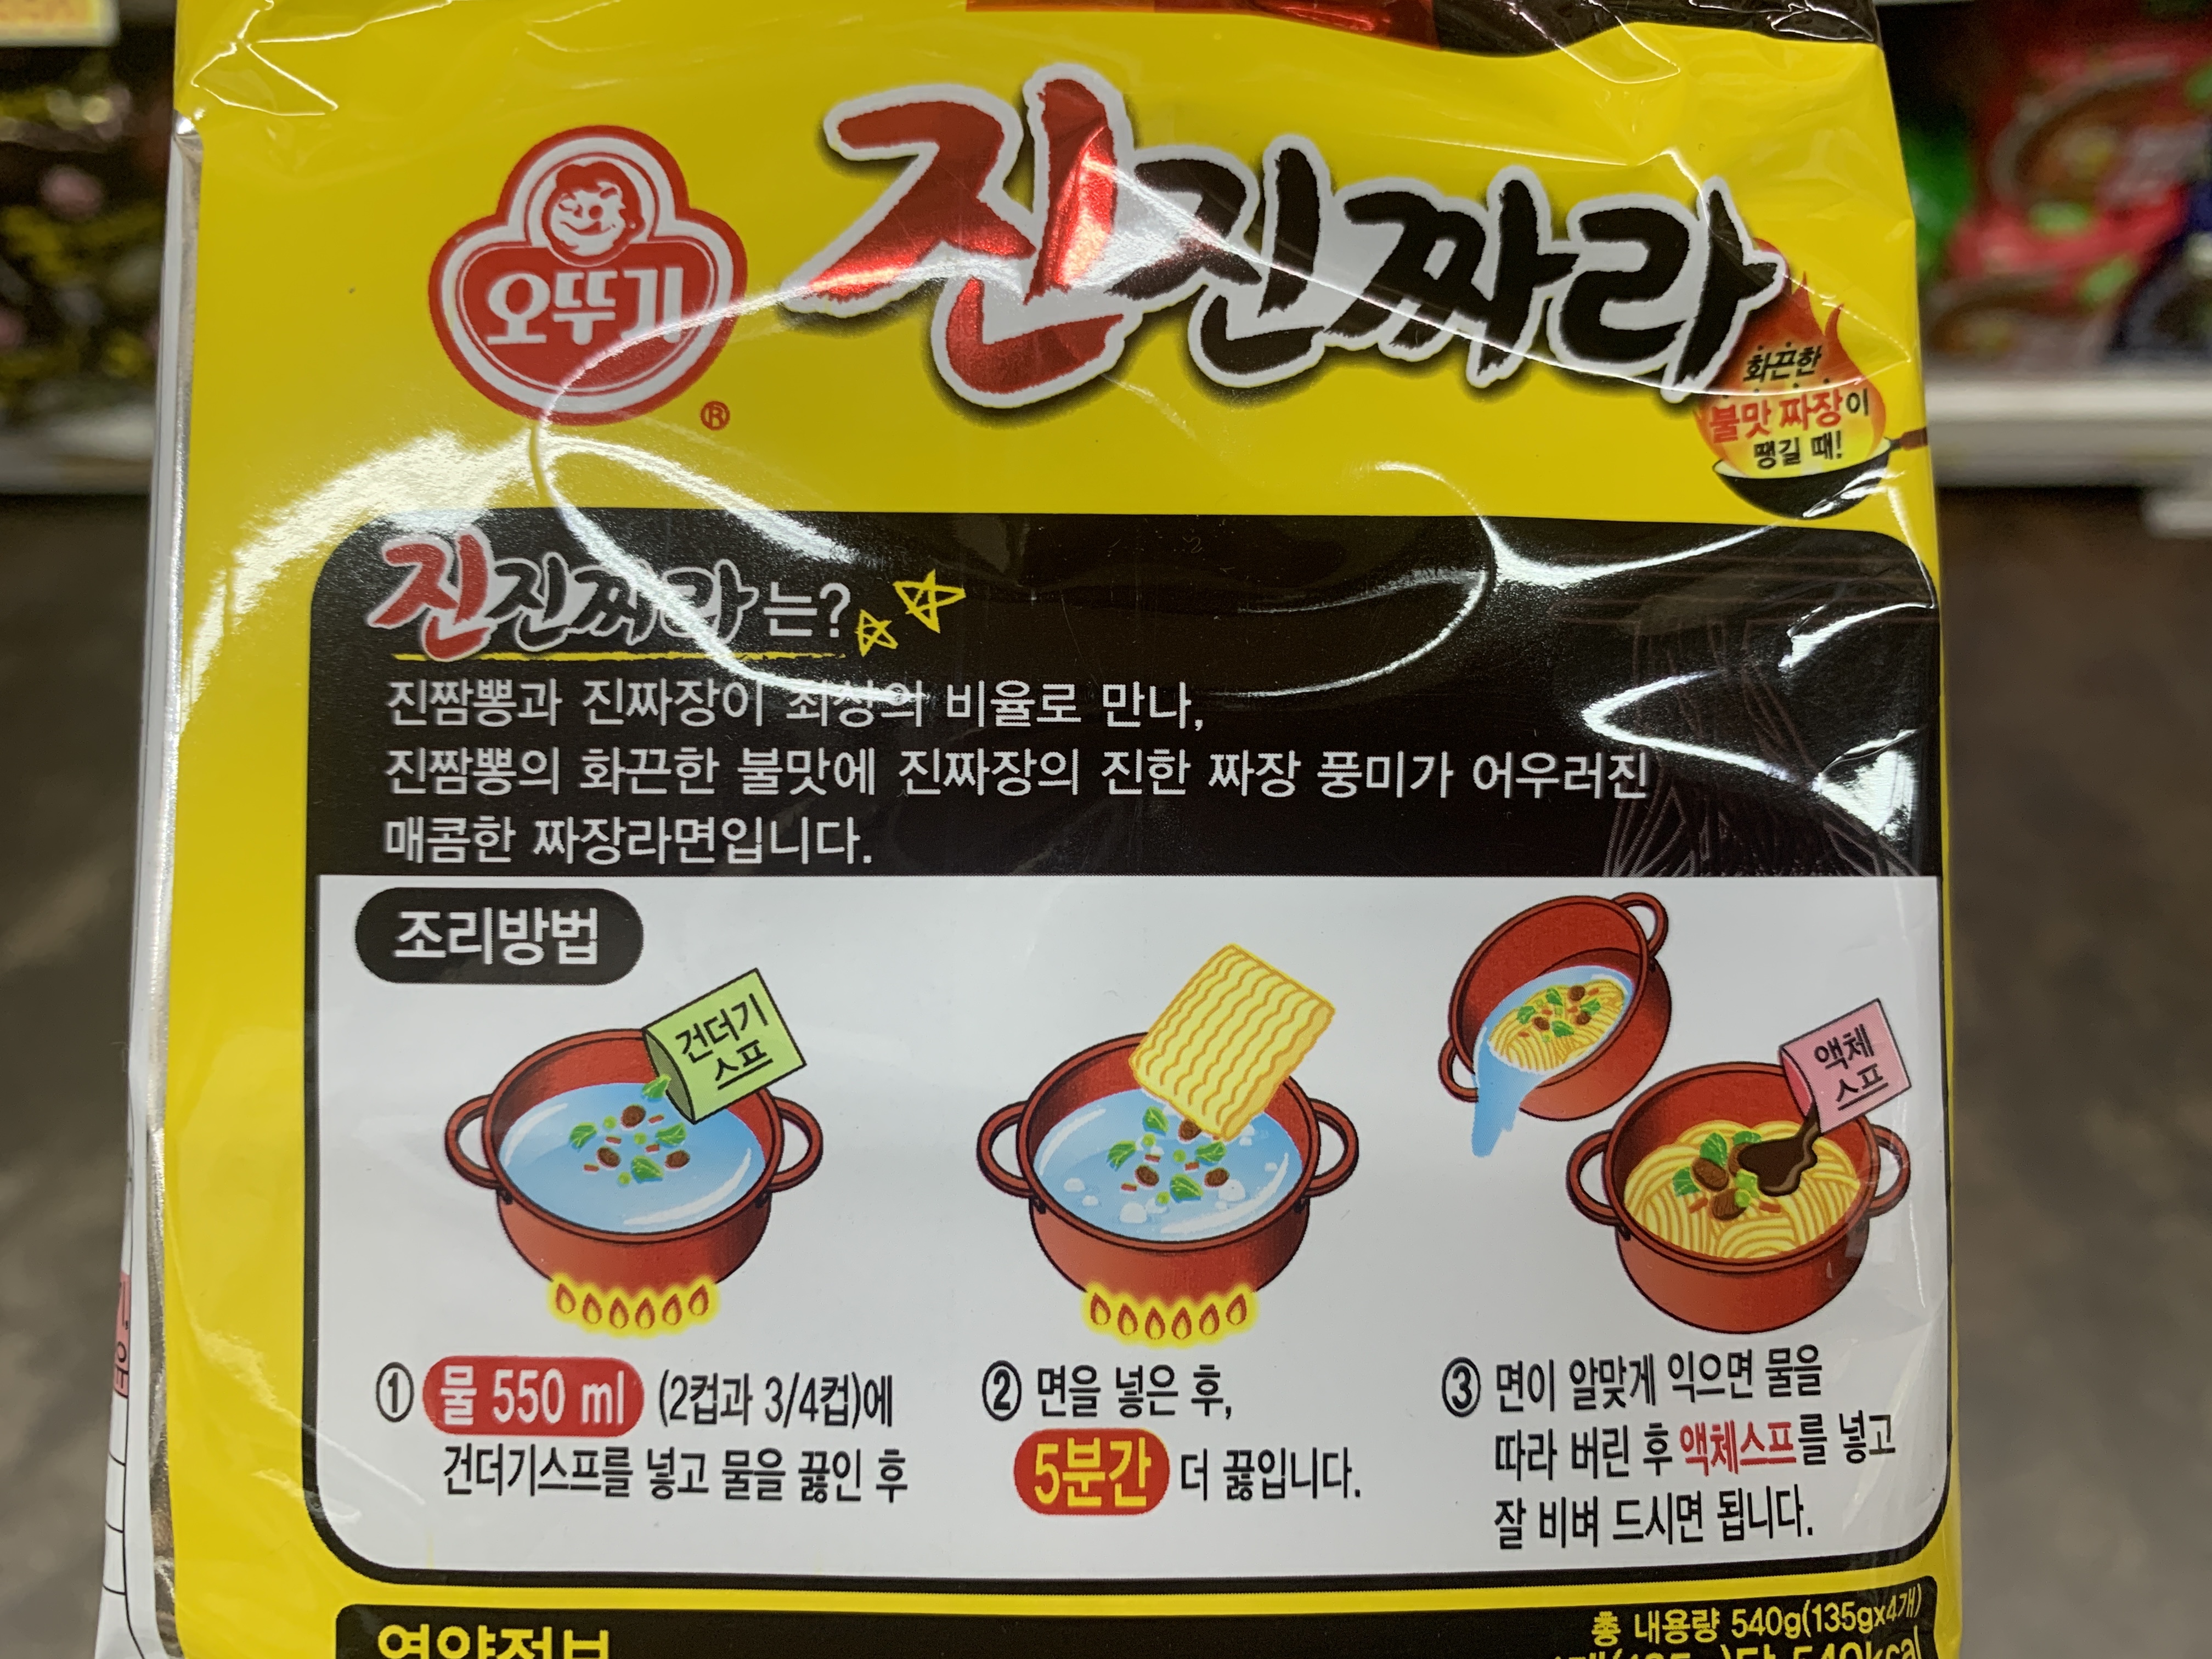 오뚜기
®
진진짜라
화끈한
불맛 짜장이
땡길 때!
진진짜라는?
진짬뽕과 진짜장이 최상의 비율로 만나,
진짬뽕의 화끈한 불맛에 진짜장의 진한 짜장 풍미가 어우러진
매콤한 짜장라면입니다.
조리방법
건더기
스프
액체
스프
① 물 550 ml (2컵과 3/4컵)에
건더기스프를 넣고 물을 끓인 후
② 면을 넣은 후,
5분간 더 끓입니다.
③ 면이 알맞게 익으면 물을
따라 버린 후 액체스프를 넣고
잘 비벼 드시면 됩니다.
영양정보
총 내용량 540g(135gx4개)
540kcal